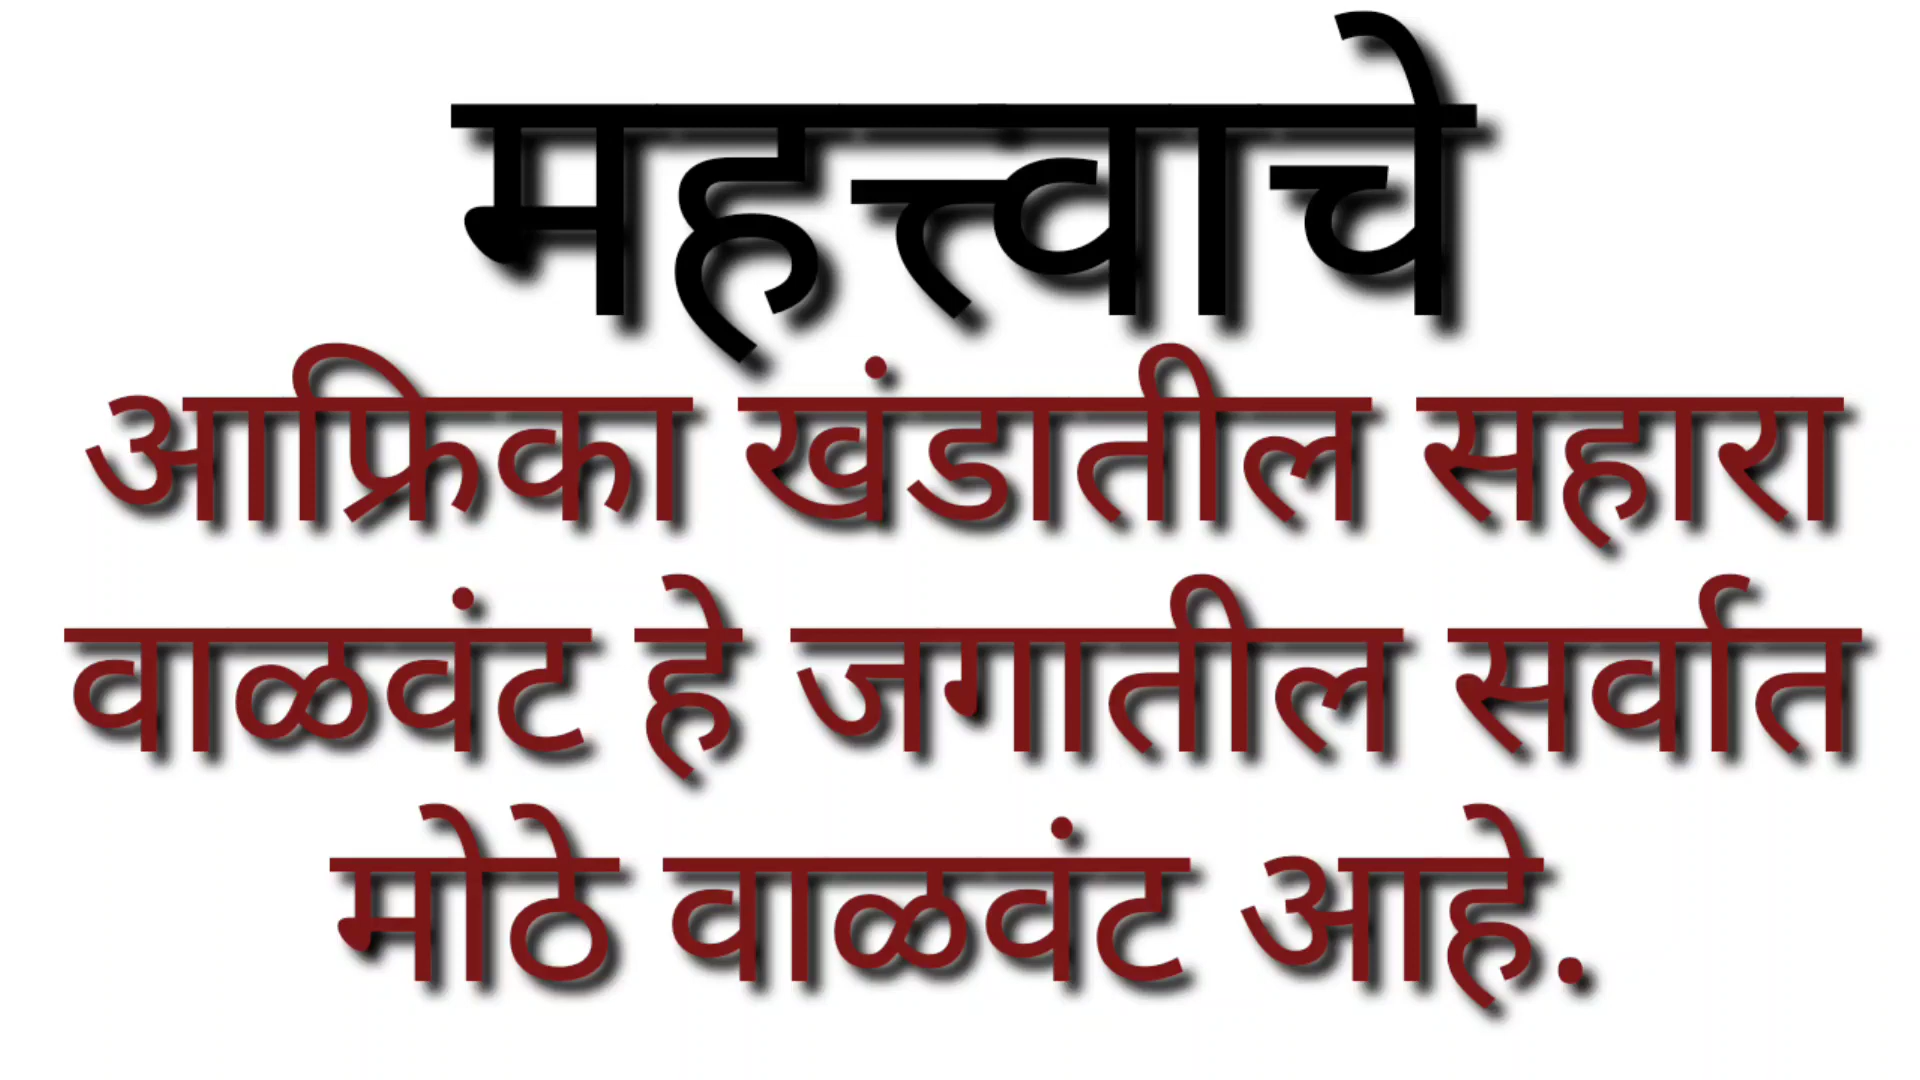 महत्त्वाचे
आफ्रिका खंडातील सहारा
वाळवंट हे जगातील सर्वात
मोठे वाळवंट आहे.